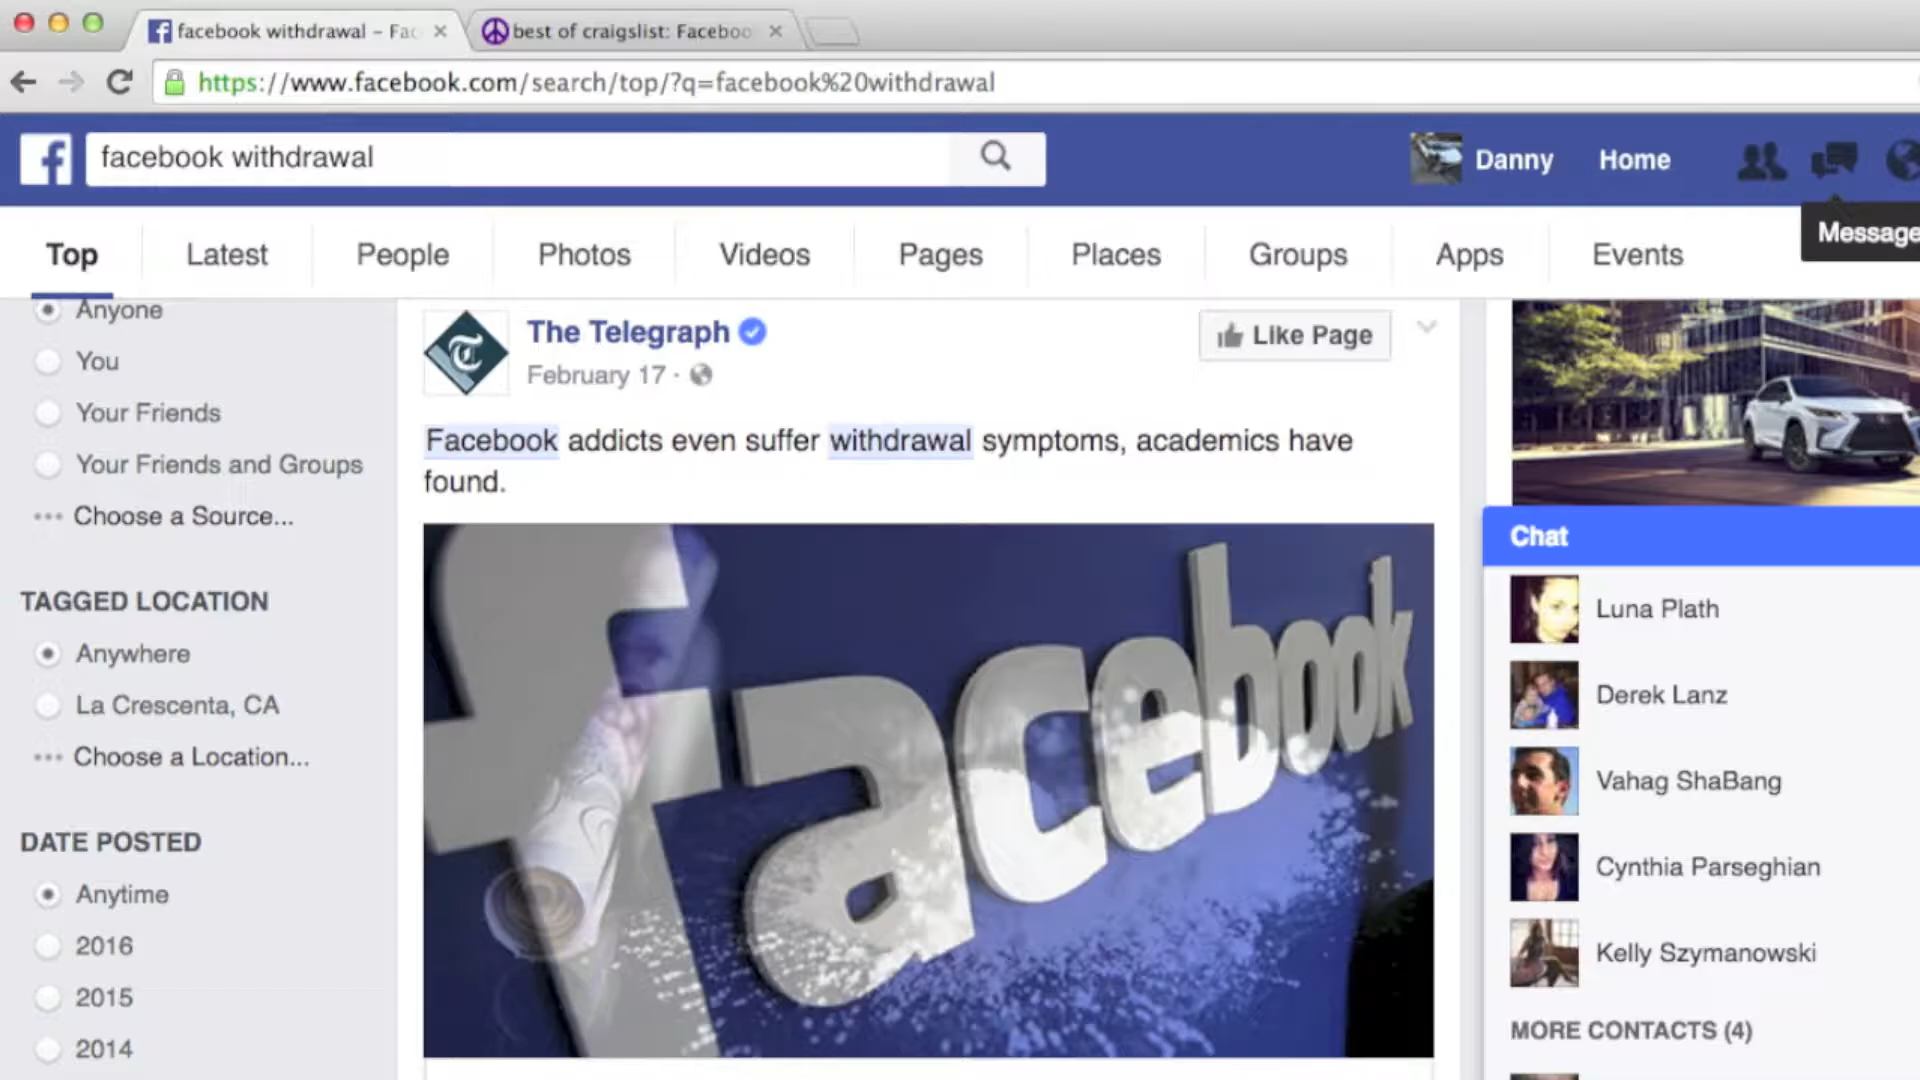 facebook withdrawal – Fac
best of craigslist: Faceboo
https://www.facebook.com/search/top/?q=facebook%20withdrawal
facebook withdrawal
Danny
Home
Message
Top
Latest
People
Photos
Videos
Pages
Places
Groups
Apps
Events
Anyone
You
Your Friends
Your Friends and Groups
Choose a Source...
TAGGED LOCATION
Anywhere
La Crescenta, CA
Choose a Location...
DATE POSTED
Anytime
2016
2015
2014
The Telegraph
February 17 ·
Like Page
Facebook addicts even suffer withdrawal symptoms, academics have
found.
facebook
Chat
Luna Plath
Derek Lanz
Vahag ShaBang
Cynthia Parseghian
Kelly Szymanowski
MORE CONTACTS (4)